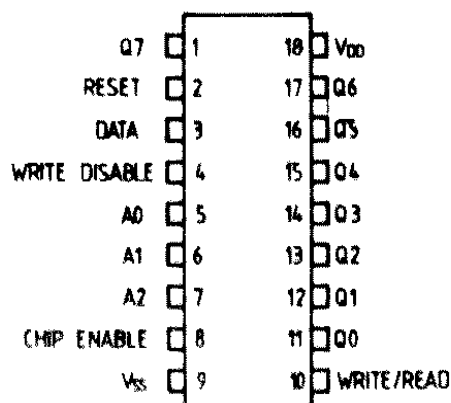 Q7 1 18 VDD
RESET 2 17 Q6
DATA 3 16 Q5
WRITE DISABLE 4 15 Q4
A0 5 14 Q3
A1 6 13 Q2
A2 7 12 Q1
CHIP ENABLE 8 11 Q0
VSS 9 10 WRITE/READ